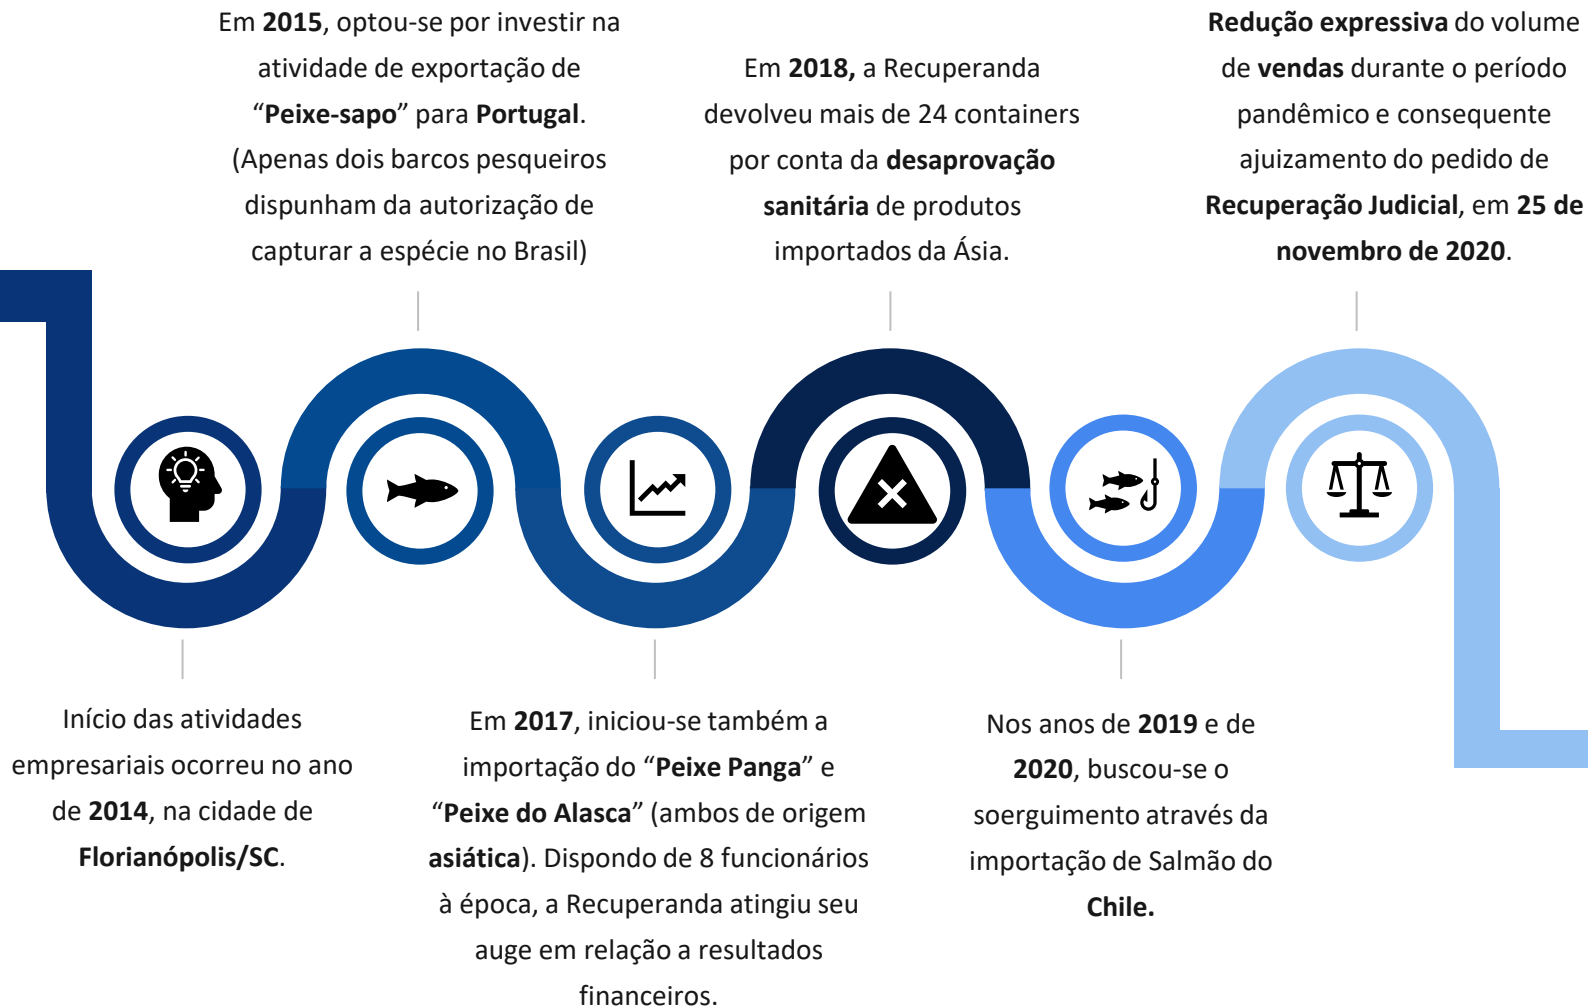 Em 2015, optou-se por investir na
atividade de exportação de
“Peixe-sapo” para Portugal.
(Apenas dois barcos pesqueiros
dispunham da autorização de
capturar a espécie no Brasil)
Em 2018, a Recuperanda
devolveu mais de 24 containers
por conta da desaprovação
sanitária de produtos
importados da Ásia.
Redução expressiva do volume
de vendas durante o período
pandêmico e consequente
ajuizamento do pedido de
Recuperação Judicial, em 25 de
novembro de 2020.
Início das atividades
empresariais ocorreu no ano
de 2014, na cidade de
Florianópolis/SC.
Em 2017, iniciou-se também a
importação do “Peixe Panga” e
“Peixe do Alasca” (ambos de origem
asiática). Dispondo de 8 funcionários
à época, a Recuperanda atingiu seu
auge em relação a resultados
financeiros.
Nos anos de 2019 e de
2020, buscou-se o
soerguimento através da
importação de Salmão do
Chile.